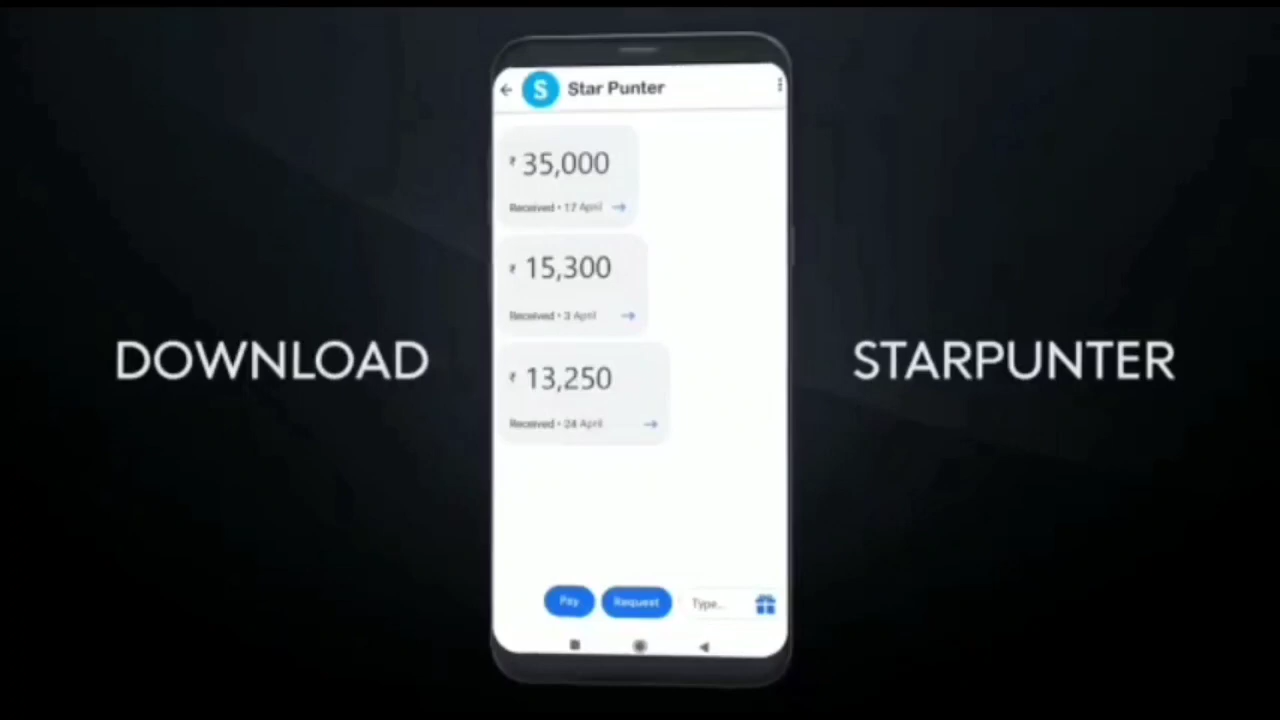 S Star Punter
₹ 35,000
Received • 17 April
₹ 15,300
Received • 3 April
₹ 13,250
Received • 24 April
DOWNLOAD
STARPUNTER
Pay Request Type...